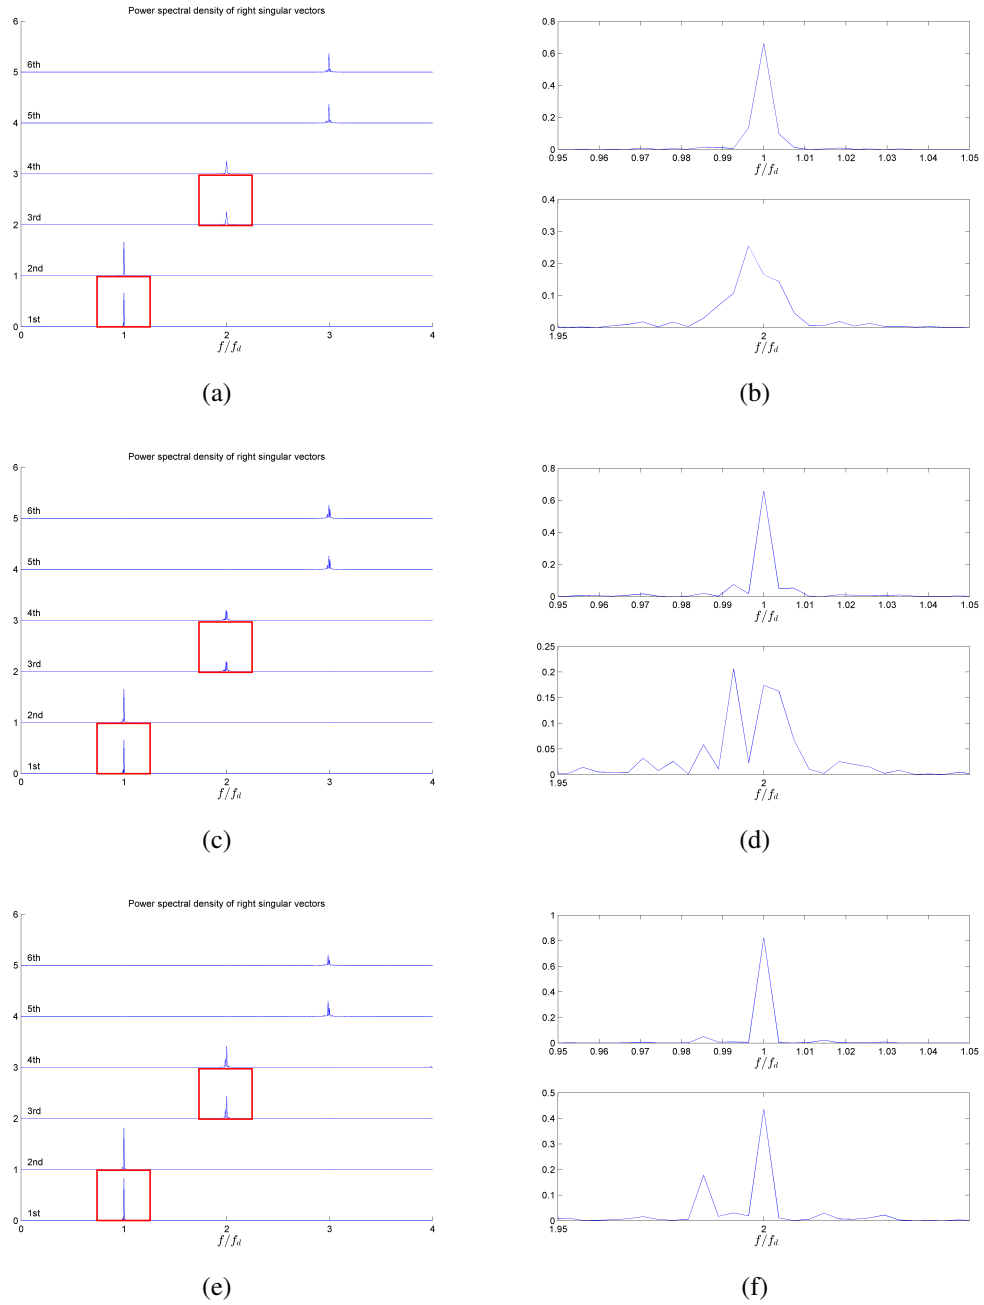 Power spectral density of right singular vectors
6
6th
5
5th
4
4th
3
3rd
2
2nd
1
1st
0
0 1 2 3 4
f/f_d
(a)
0.8
0.6
0.4
0.2
0
0.95 0.96 0.97 0.98 0.99 1 1.01 1.02 1.03 1.04 1.05
f/f_d
0.4
0.3
0.2
0.1
0
1.95 2
f/f_d
(b)
Power spectral density of right singular vectors
6
6th
5
5th
4
4th
3
3rd
2
2nd
1
1st
0
0 1 2 3 4
f/f_d
(c)
0.8
0.6
0.4
0.2
0
0.95 0.96 0.97 0.98 0.99 1 1.01 1.02 1.03 1.04 1.05
f/f_d
0.25
0.2
0.15
0.1
0.05
0
1.95 2
f/f_d
(d)
Power spectral density of right singular vectors
6
6th
5
5th
4
4th
3
3rd
2
2nd
1
1st
0
0 1 2 3 4
f/f_d
(e)
1
0.8
0.6
0.4
0.2
0
0.95 0.96 0.97 0.98 0.99 1 1.01 1.02 1.03 1.04 1.05
f/f_d
0.5
0.4
0.3
0.2
0.1
0
1.95 2
f/f_d
(f)